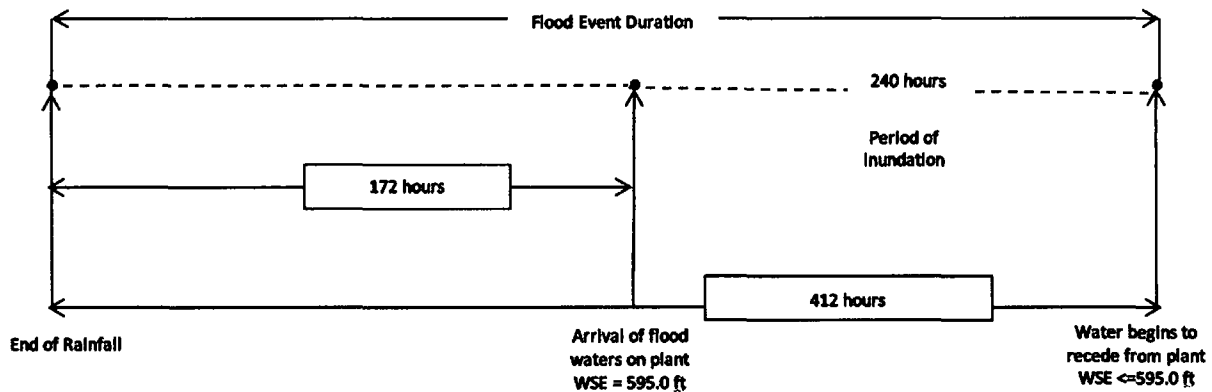 Flood Event Duration
240 hours
Period of
Inundation
172 hours
412 hours
End of Rainfall
Arrival of flood
waters on plant
WSE = 595.0 ft
Water begins to
recede from plant
WSE <=595.0 ft